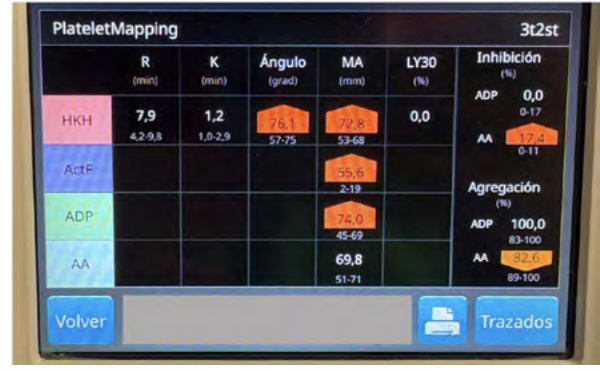 PlateletMapping 3t2st
R K Ángulo MA LY30 Inhibición
(min) (min) (grad) (mm) (%) (%)
HKH 7,9 1,2 76,1 72,8 0,0 ADP 0,0
4,2-9,8 1,0-2,9 57-75 53-68 0-17
AA 17,4
0-11
ActF 55,6
2-19
Agregación
(%)
ADP 74,0 ADP 100,0
45-69 83-100
AA 69,8 AA 82,6
51-71 89-100
Volver Trazados